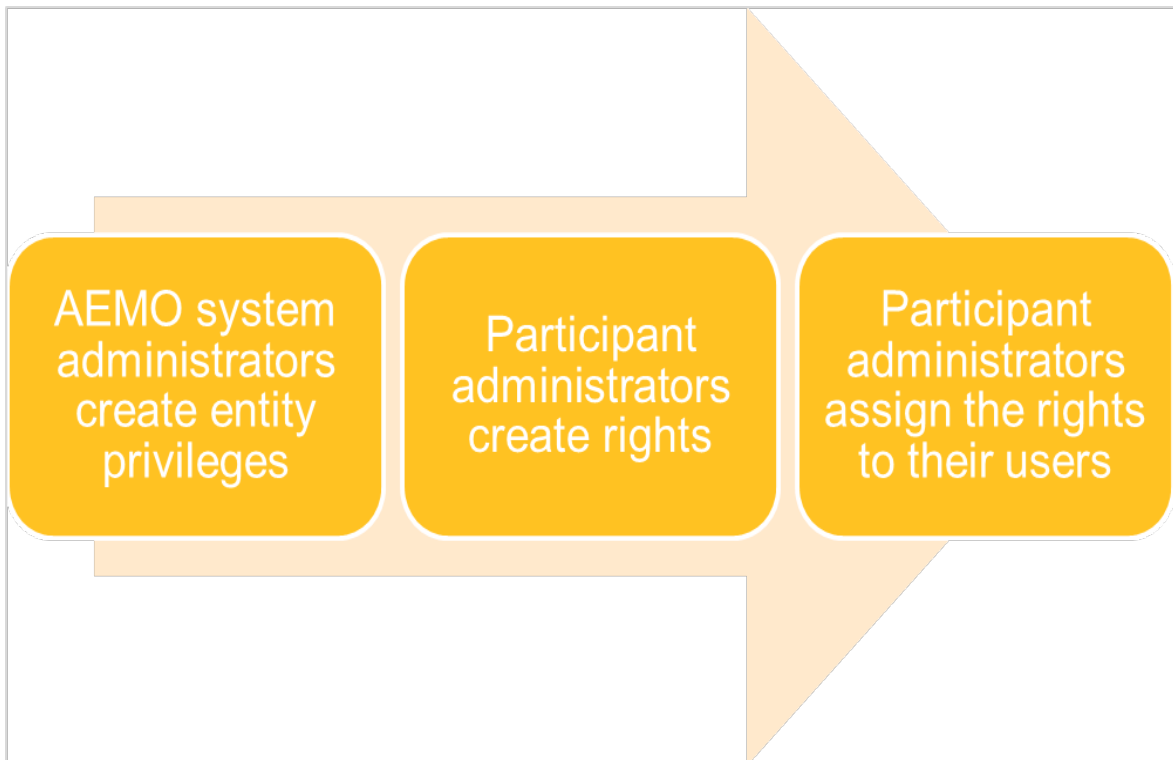 AEMO system
administrators
create entity
privileges
Participant
administrators
create rights
Participant
administrators
assign the rights
to their users